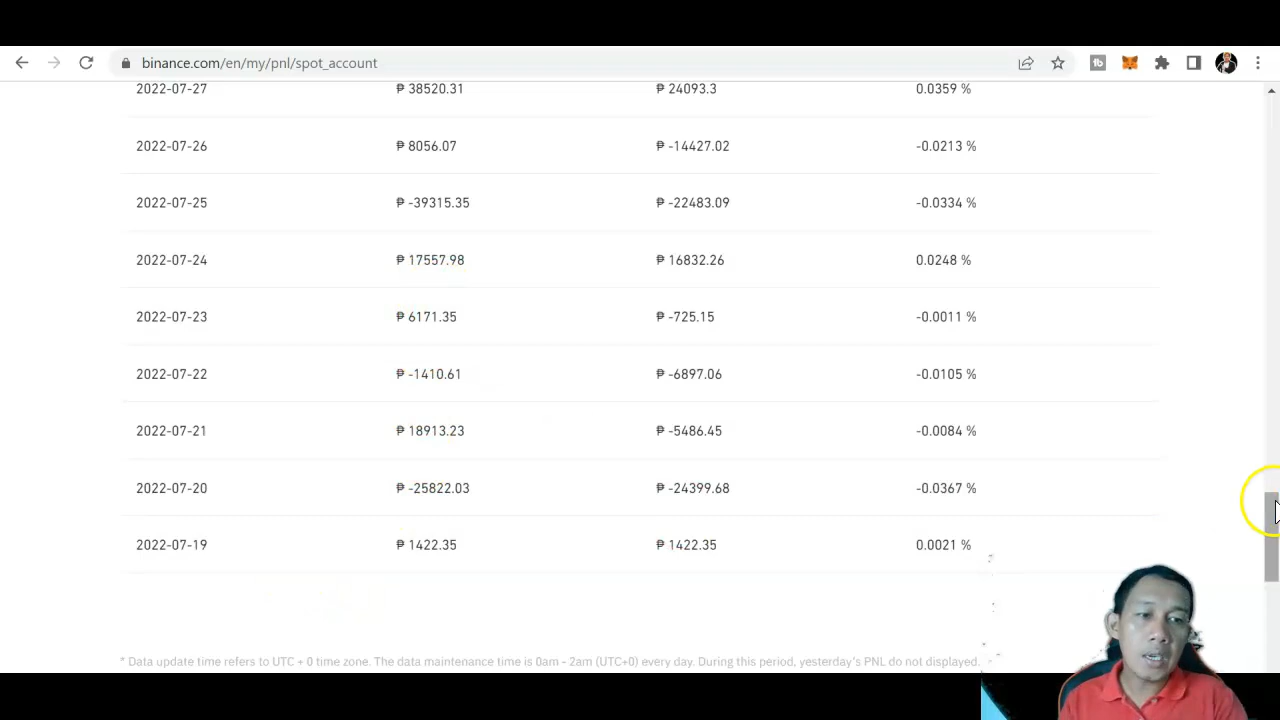 binance.com/en/my/pnl/spot_account
2022-07-27 ₱ 38520.31 ₱ 24093.3 0.0359 %
2022-07-26 ₱ 8056.07 ₱ -14427.02 -0.0213 %
2022-07-25 ₱ -39315.35 ₱ -22483.09 -0.0334 %
2022-07-24 ₱ 17557.98 ₱ 16832.26 0.0248 %
2022-07-23 ₱ 6171.35 ₱ -725.15 -0.0011 %
2022-07-22 ₱ -1410.61 ₱ -6897.06 -0.0105 %
2022-07-21 ₱ 18913.23 ₱ -5486.45 -0.0084 %
2022-07-20 ₱ -25822.03 ₱ -24399.68 -0.0367 %
2022-07-19 ₱ 1422.35 ₱ 1422.35 0.0021 %
* Data update time refers to UTC + 0 time zone. The data maintenance time is 0am - 2am (UTC+0) every day. During this period, yesterday's PNL do not displayed.